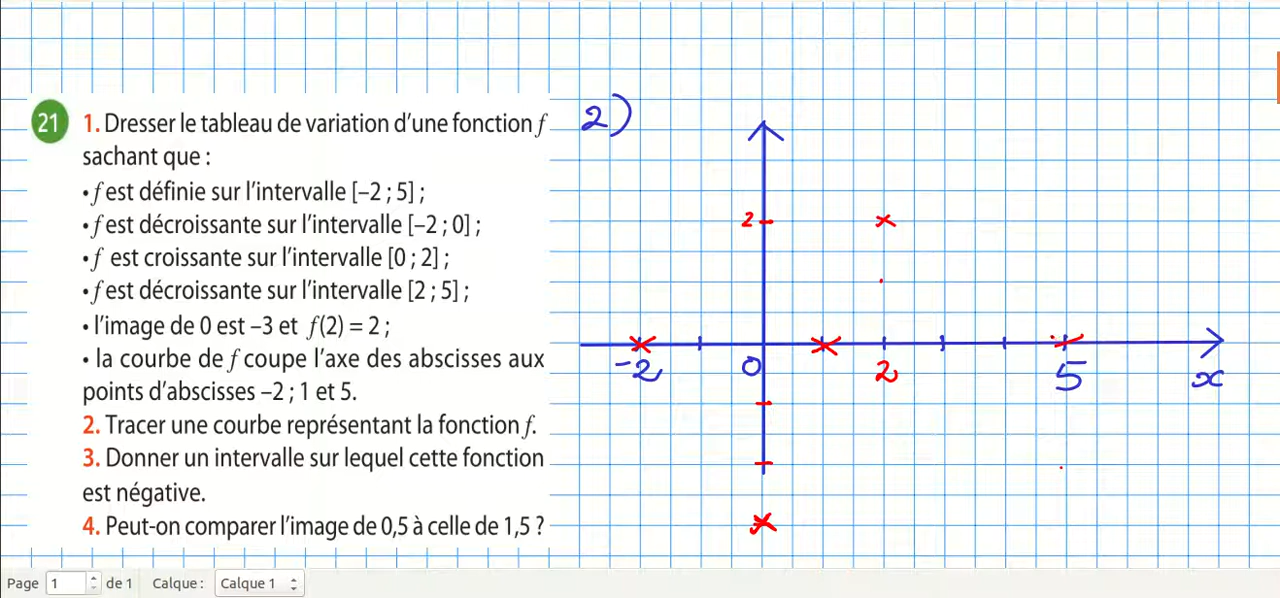 21 1. Dresser le tableau de variation d'une fonction f
sachant que :
• f est définie sur l'intervalle [–2 ; 5] ;
• f est décroissante sur l'intervalle [–2 ; 0] ;
• f est croissante sur l'intervalle [0 ; 2] ;
• f est décroissante sur l'intervalle [2 ; 5] ;
• l'image de 0 est –3 et f(2) = 2 ;
• la courbe de f coupe l'axe des abscisses aux
points d'abscisses –2 ; 1 et 5.
2. Tracer une courbe représentant la fonction f.
3. Donner un intervalle sur lequel cette fonction
est négative.
4. Peut-on comparer l'image de 0,5 à celle de 1,5 ?
2)
2
-2 0 2 5 x
Page 1 de 1 Calque : Calque 1